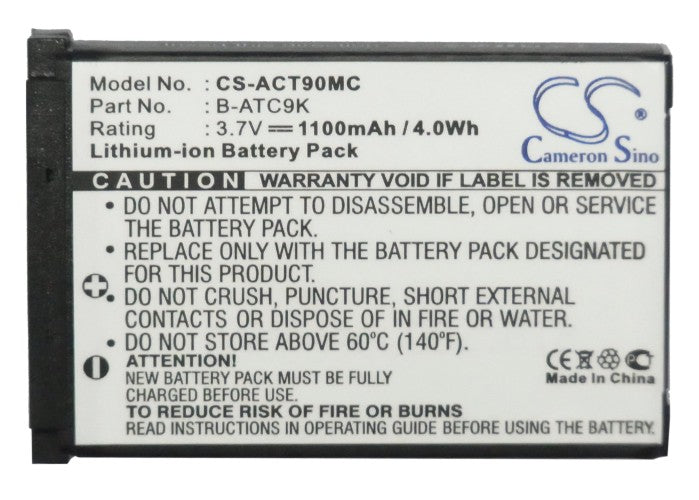 Model No. : CS-ACT90MC
Part No. : B-ATC9K
Rating : 3.7V 1100mAh / 4.0Wh
Lithium-ion Battery Pack
CS
Cameron Sino
CAUTION WARRANTY VOID IF LABEL IS REMOVED
• DO NOT ATTEMPT TO DISASSEMBLE, OPEN OR SERVICE
THE BATTERY PACK.
• REPLACE ONLY WITH THE BATTERY PACK DESIGNATED
FOR THIS PRODUCT.
• DO NOT CRUSH, PUNCTURE, SHORT EXTERNAL
CONTACTS OR DISPOSE OF IN FIRE OR WATER.
• DO NOT STORE ABOVE 60°C (140°F).
ATTENTION!
NEW BATTERY PACK MUST BE FULLY
CHARGED BEFORE USE.
TO REDUCE RISK OF FIRE OR BURNS
READ INSTRUCTIONS IN OPERATING GUIDE BEFORE USE
CE
Made In China